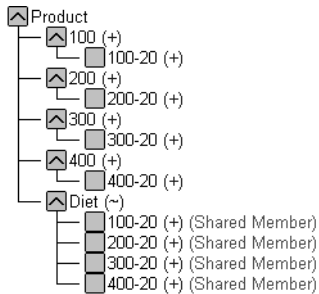 Product
100 (+)
100-20 (+)
200 (+)
200-20 (+)
300 (+)
300-20 (+)
400 (+)
400-20 (+)
Diet (~)
100-20 (+) (Shared Member)
200-20 (+) (Shared Member)
300-20 (+) (Shared Member)
400-20 (+) (Shared Member)